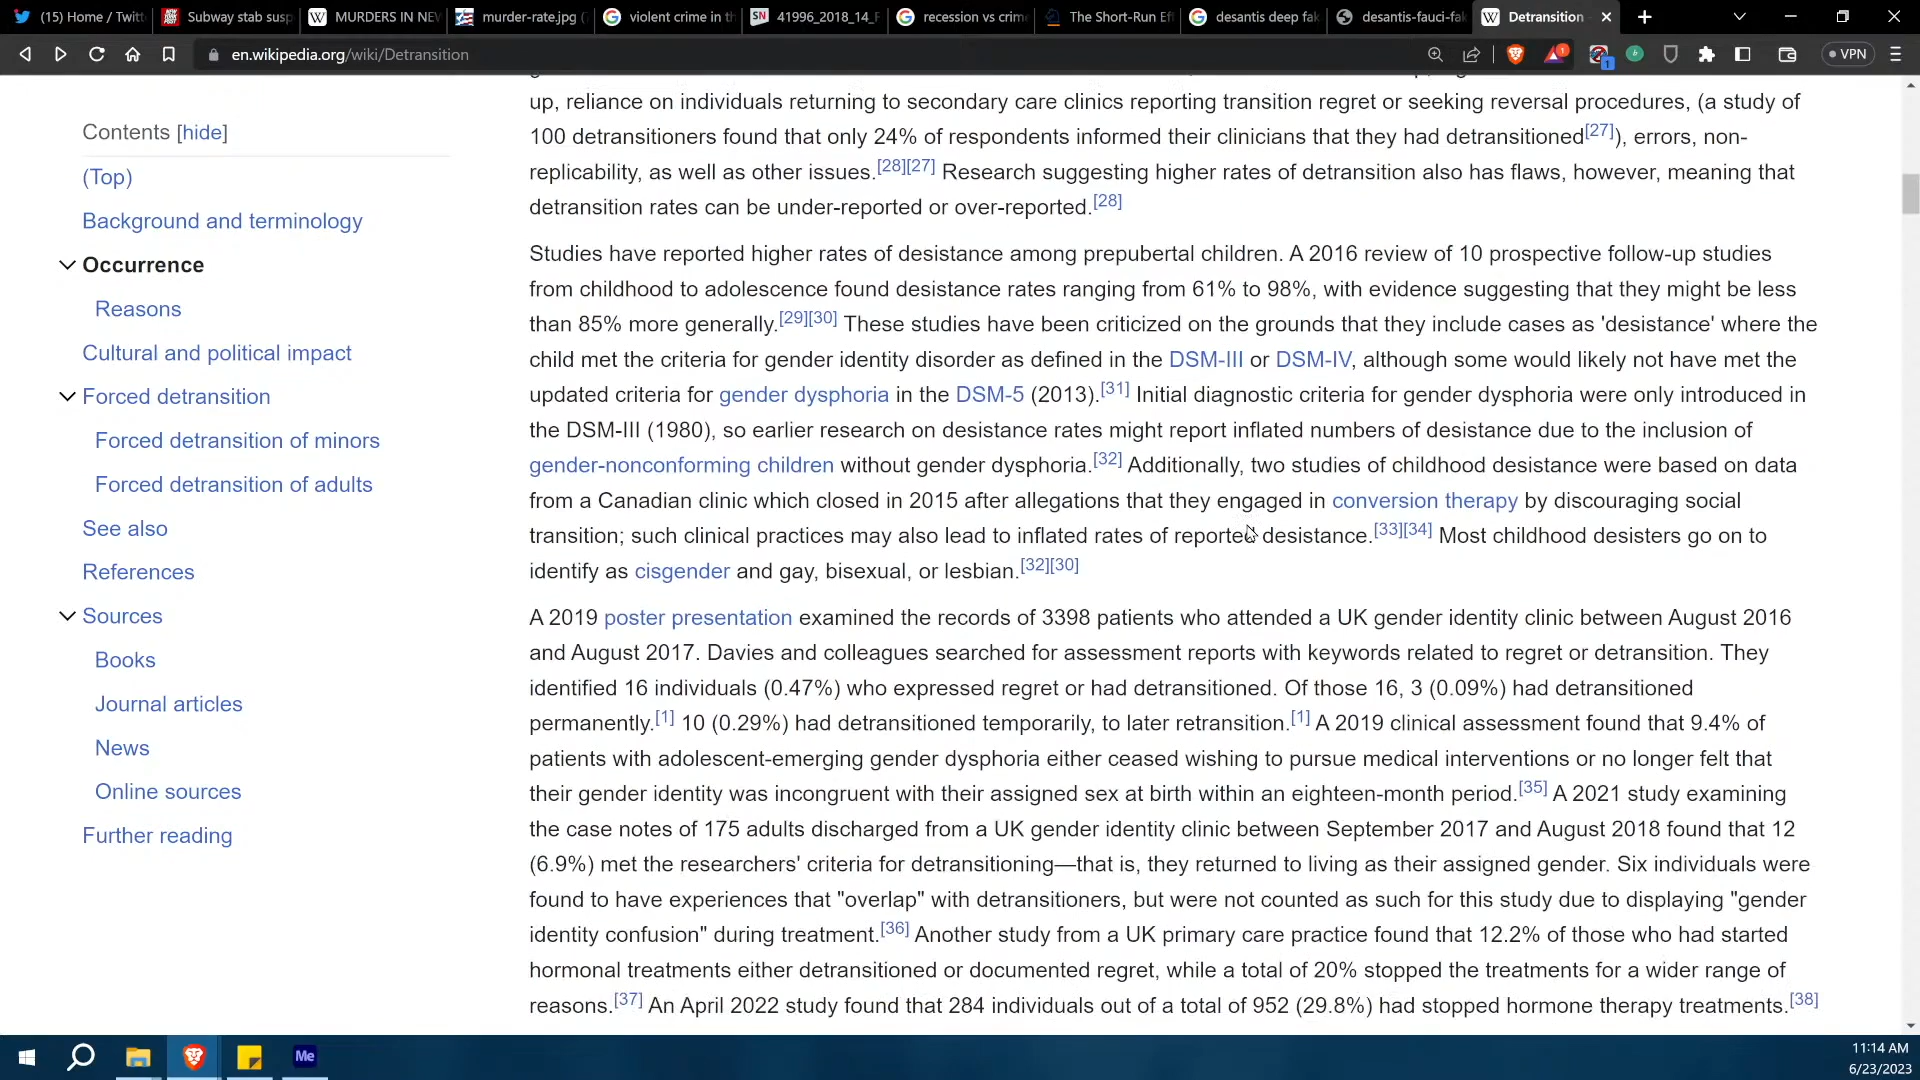 (15) Home / Twitt
Subway stab susp
MURDERS IN NEW
murder-rate.jpg (
violent crime in th
41996_2018_14_F
recession vs crime
The Short-Run Eff
desantis deep fak
desantis-fauci-fak
Detransition
en.wikipedia.org/wiki/Detransition
VPN
Contents [hide]
(Top)
Background and terminology
Occurrence
Reasons
Cultural and political impact
Forced detransition
Forced detransition of minors
Forced detransition of adults
See also
References
Sources
Books
Journal articles
News
Online sources
Further reading
up, reliance on individuals returning to secondary care clinics reporting transition regret or seeking reversal procedures, (a study of
100 detransitioners found that only 24% of respondents informed their clinicians that they had detransitioned[27]), errors, non-
replicability, as well as other issues.[28][27] Research suggesting higher rates of detransition also has flaws, however, meaning that
detransition rates can be under-reported or over-reported.[28]
Studies have reported higher rates of desistance among prepubertal children. A 2016 review of 10 prospective follow-up studies
from childhood to adolescence found desistance rates ranging from 61% to 98%, with evidence suggesting that they might be less
than 85% more generally.[29][30] These studies have been criticized on the grounds that they include cases as 'desistance' where the
child met the criteria for gender identity disorder as defined in the DSM-III or DSM-IV, although some would likely not have met the
updated criteria for gender dysphoria in the DSM-5 (2013).[31] Initial diagnostic criteria for gender dysphoria were only introduced in
the DSM-III (1980), so earlier research on desistance rates might report inflated numbers of desistance due to the inclusion of
gender-nonconforming children without gender dysphoria.[32] Additionally, two studies of childhood desistance were based on data
from a Canadian clinic which closed in 2015 after allegations that they engaged in conversion therapy by discouraging social
transition; such clinical practices may also lead to inflated rates of reported desistance.[33][34] Most childhood desisters go on to
identify as cisgender and gay, bisexual, or lesbian.[32][30]
A 2019 poster presentation examined the records of 3398 patients who attended a UK gender identity clinic between August 2016
and August 2017. Davies and colleagues searched for assessment reports with keywords related to regret or detransition. They
identified 16 individuals (0.47%) who expressed regret or had detransitioned. Of those 16, 3 (0.09%) had detransitioned
permanently.[1] 10 (0.29%) had detransitioned temporarily, to later retransition.[1] A 2019 clinical assessment found that 9.4% of
patients with adolescent-emerging gender dysphoria either ceased wishing to pursue medical interventions or no longer felt that
their gender identity was incongruent with their assigned sex at birth within an eighteen-month period.[35] A 2021 study examining
the case notes of 175 adults discharged from a UK gender identity clinic between September 2017 and August 2018 found that 12
(6.9%) met the researchers' criteria for detransitioning—that is, they returned to living as their assigned gender. Six individuals were
found to have experiences that "overlap" with detransitioners, but were not counted as such for this study due to displaying "gender
identity confusion" during treatment.[36] Another study from a UK primary care practice found that 12.2% of those who had started
hormonal treatments either detransitioned or documented regret, while a total of 20% stopped the treatments for a wider range of
reasons.[37] An April 2022 study found that 284 individuals out of a total of 952 (29.8%) had stopped hormone therapy treatments.[38]
Me
11:14 AM
6/23/2023